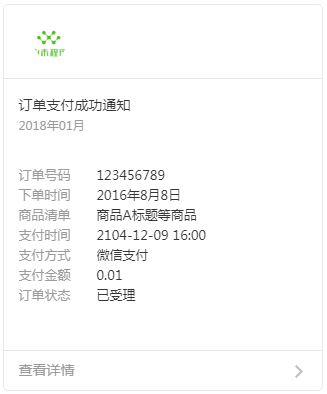 订单支付成功通知
2018年01月
订单号码 123456789
下单时间 2016年8月8日
商品清单 商品A标题等商品
支付时间 2104-12-09 16:00
支付方式 微信支付
支付金额 0.01
订单状态 已受理
查看详情